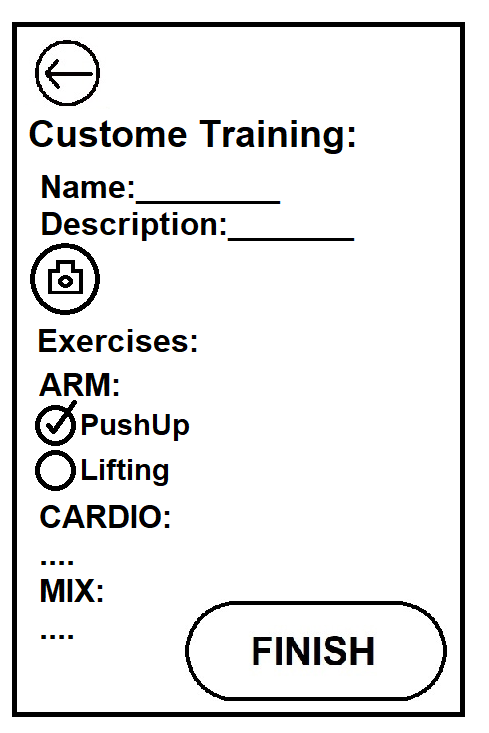 Custome Training:
Name:________
Description:_______
Exercises:
ARM:
PushUp
Lifting
CARDIO:
....
MIX:
....
FINISH